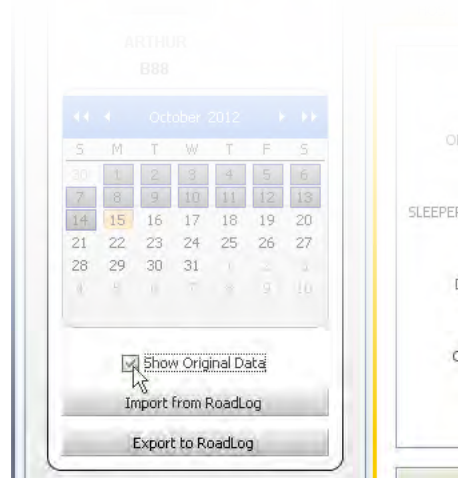 ARTHUR
B88
October 2012
S M T W T F S
30 1 2 3 4 5 6
7 8 9 10 11 12 13
14 15 16 17 18 19 20
21 22 23 24 25 26 27
28 29 30 31 1 2 3
4 5 6 7 8 9 10
SLEEPER
Show Original Data
Import from RoadLog
Export to RoadLog